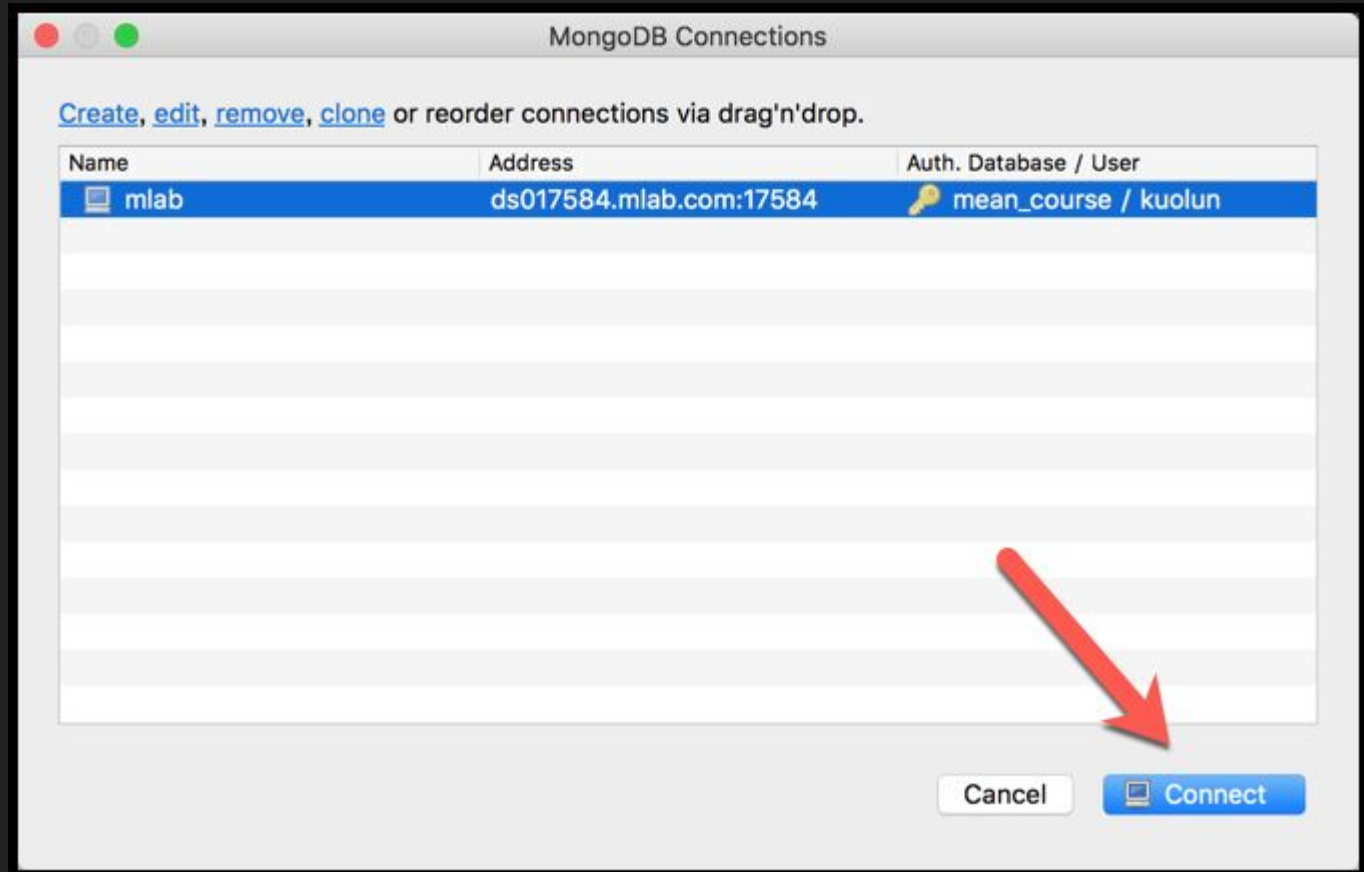 MongoDB Connections
Create, edit, remove, clone or reorder connections via drag'n'drop.
Name Address Auth. Database / User
mlab ds017584.mlab.com:17584 mean_course / kuolun
Cancel Connect